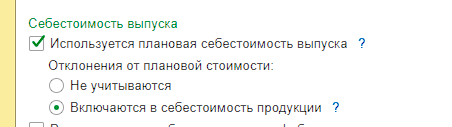 Себестоимость выпуска
Используется плановая себестоимость выпуска ?
Отклонения от плановой стоимости:
Не учитываются
Включаются в себестоимость продукции ?